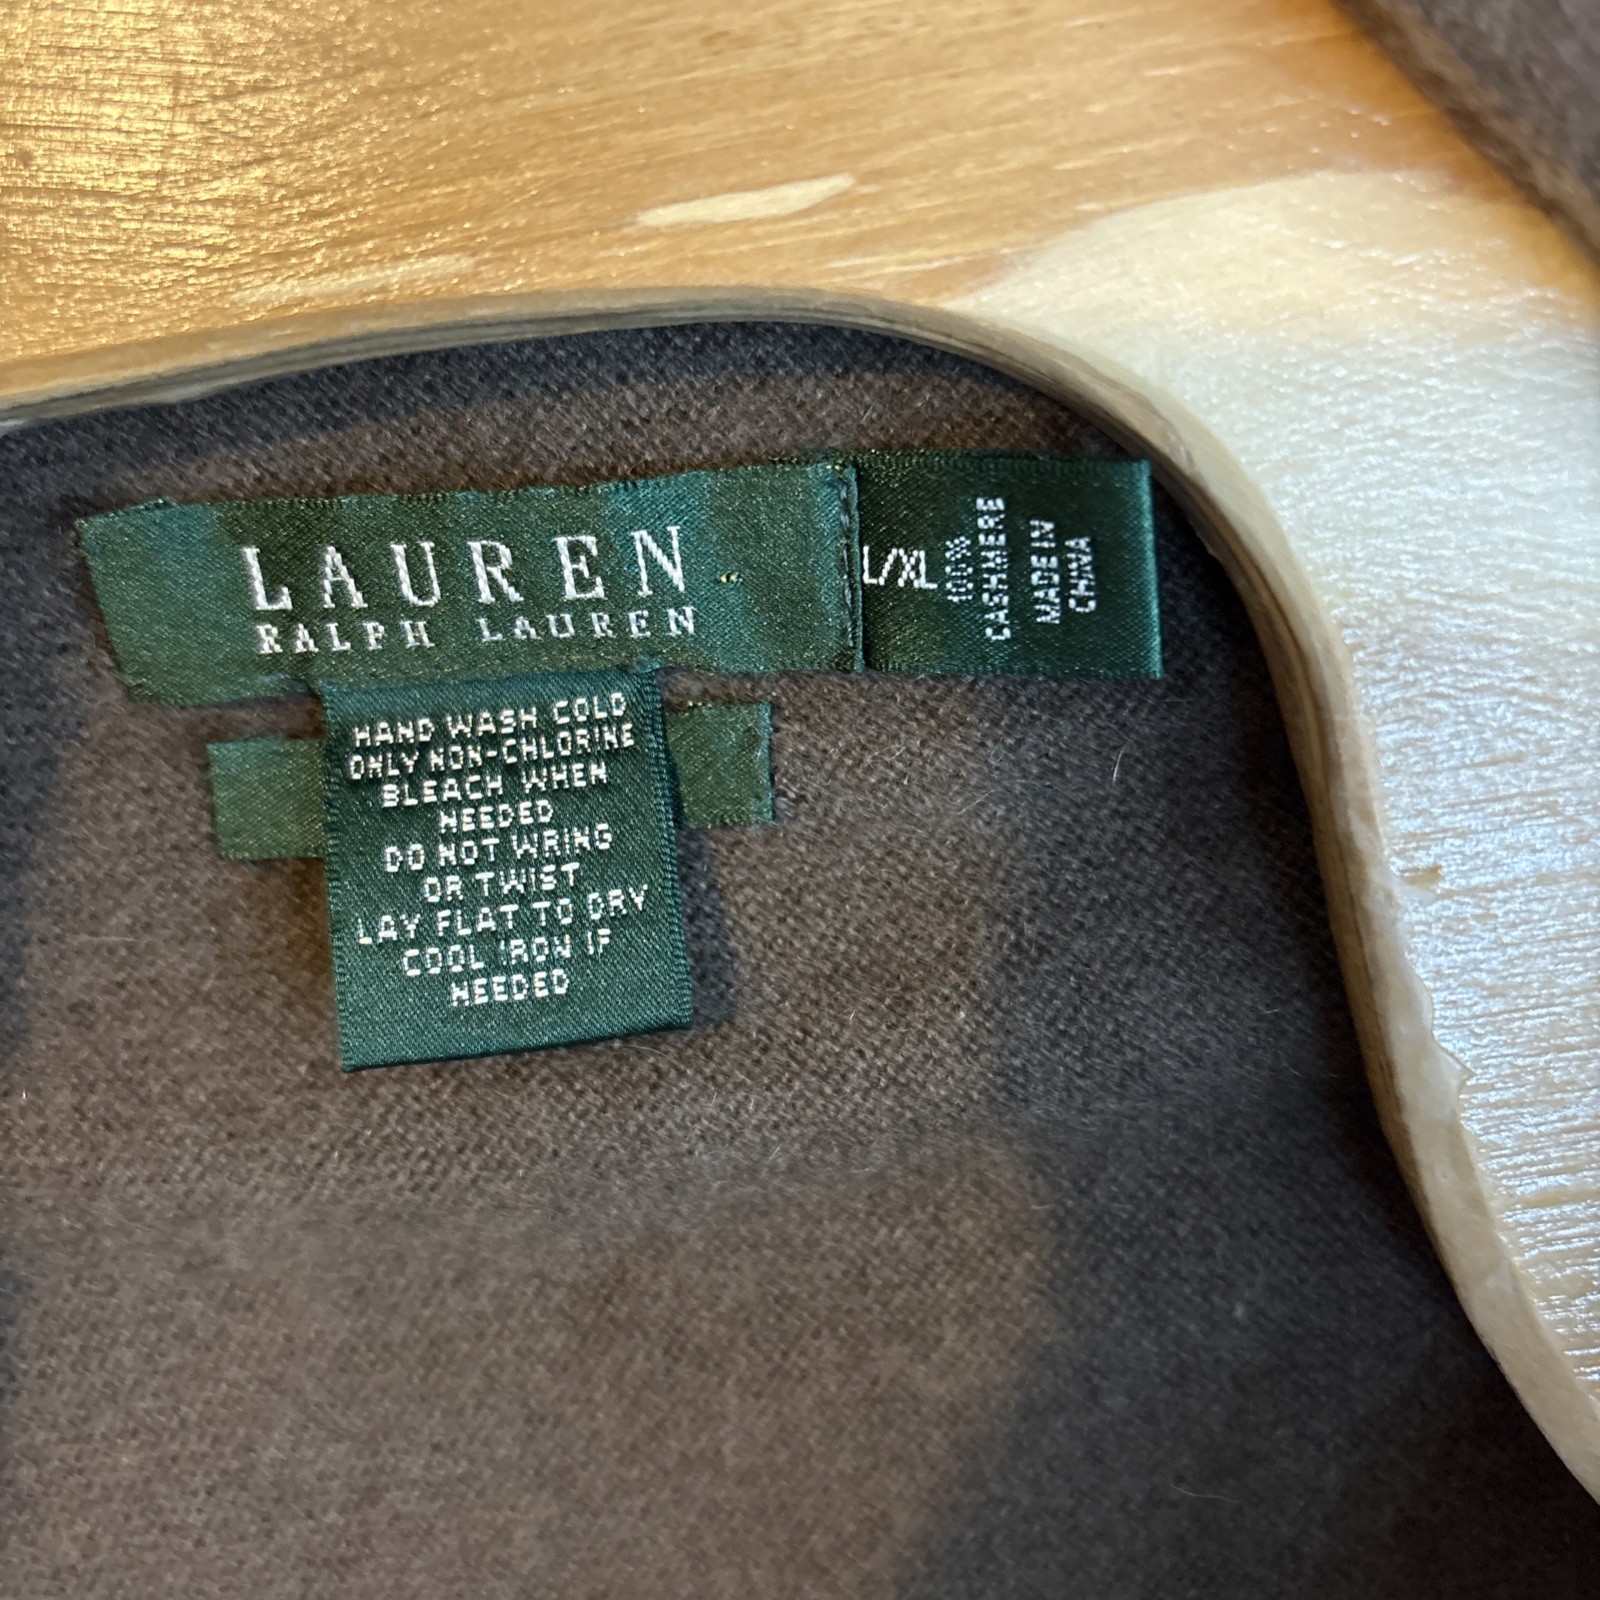 LAUREN
RALPH LAUREN
L/XL
100%
CASHMERE
MADE IN
CHINA
HAND WASH COLD
ONLY NON-CHLORINE
BLEACH WHEN
NEEDED
DO NOT WRING
OR TWIST
LAY FLAT TO DRY
COOL IRON IF
NEEDED